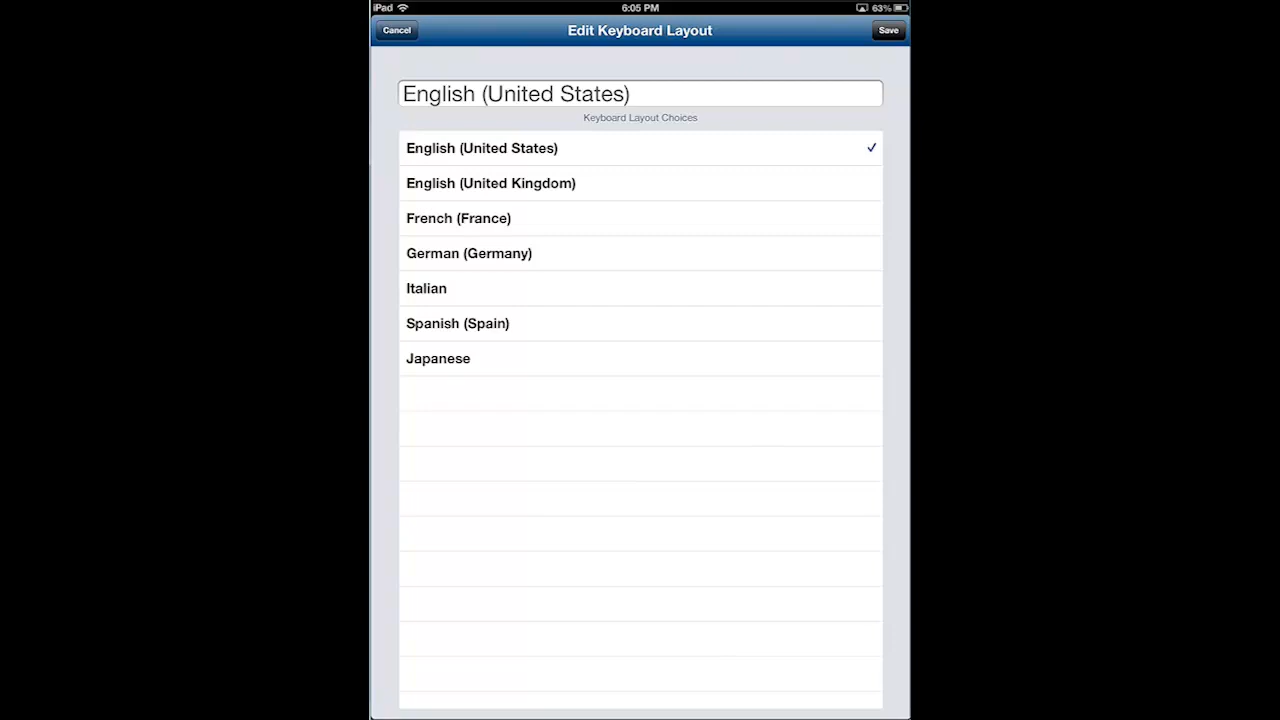 iPad 6:05 PM 63%
Cancel Edit Keyboard Layout Save
English (United States)
Keyboard Layout Choices
English (United States)
English (United Kingdom)
French (France)
German (Germany)
Italian
Spanish (Spain)
Japanese